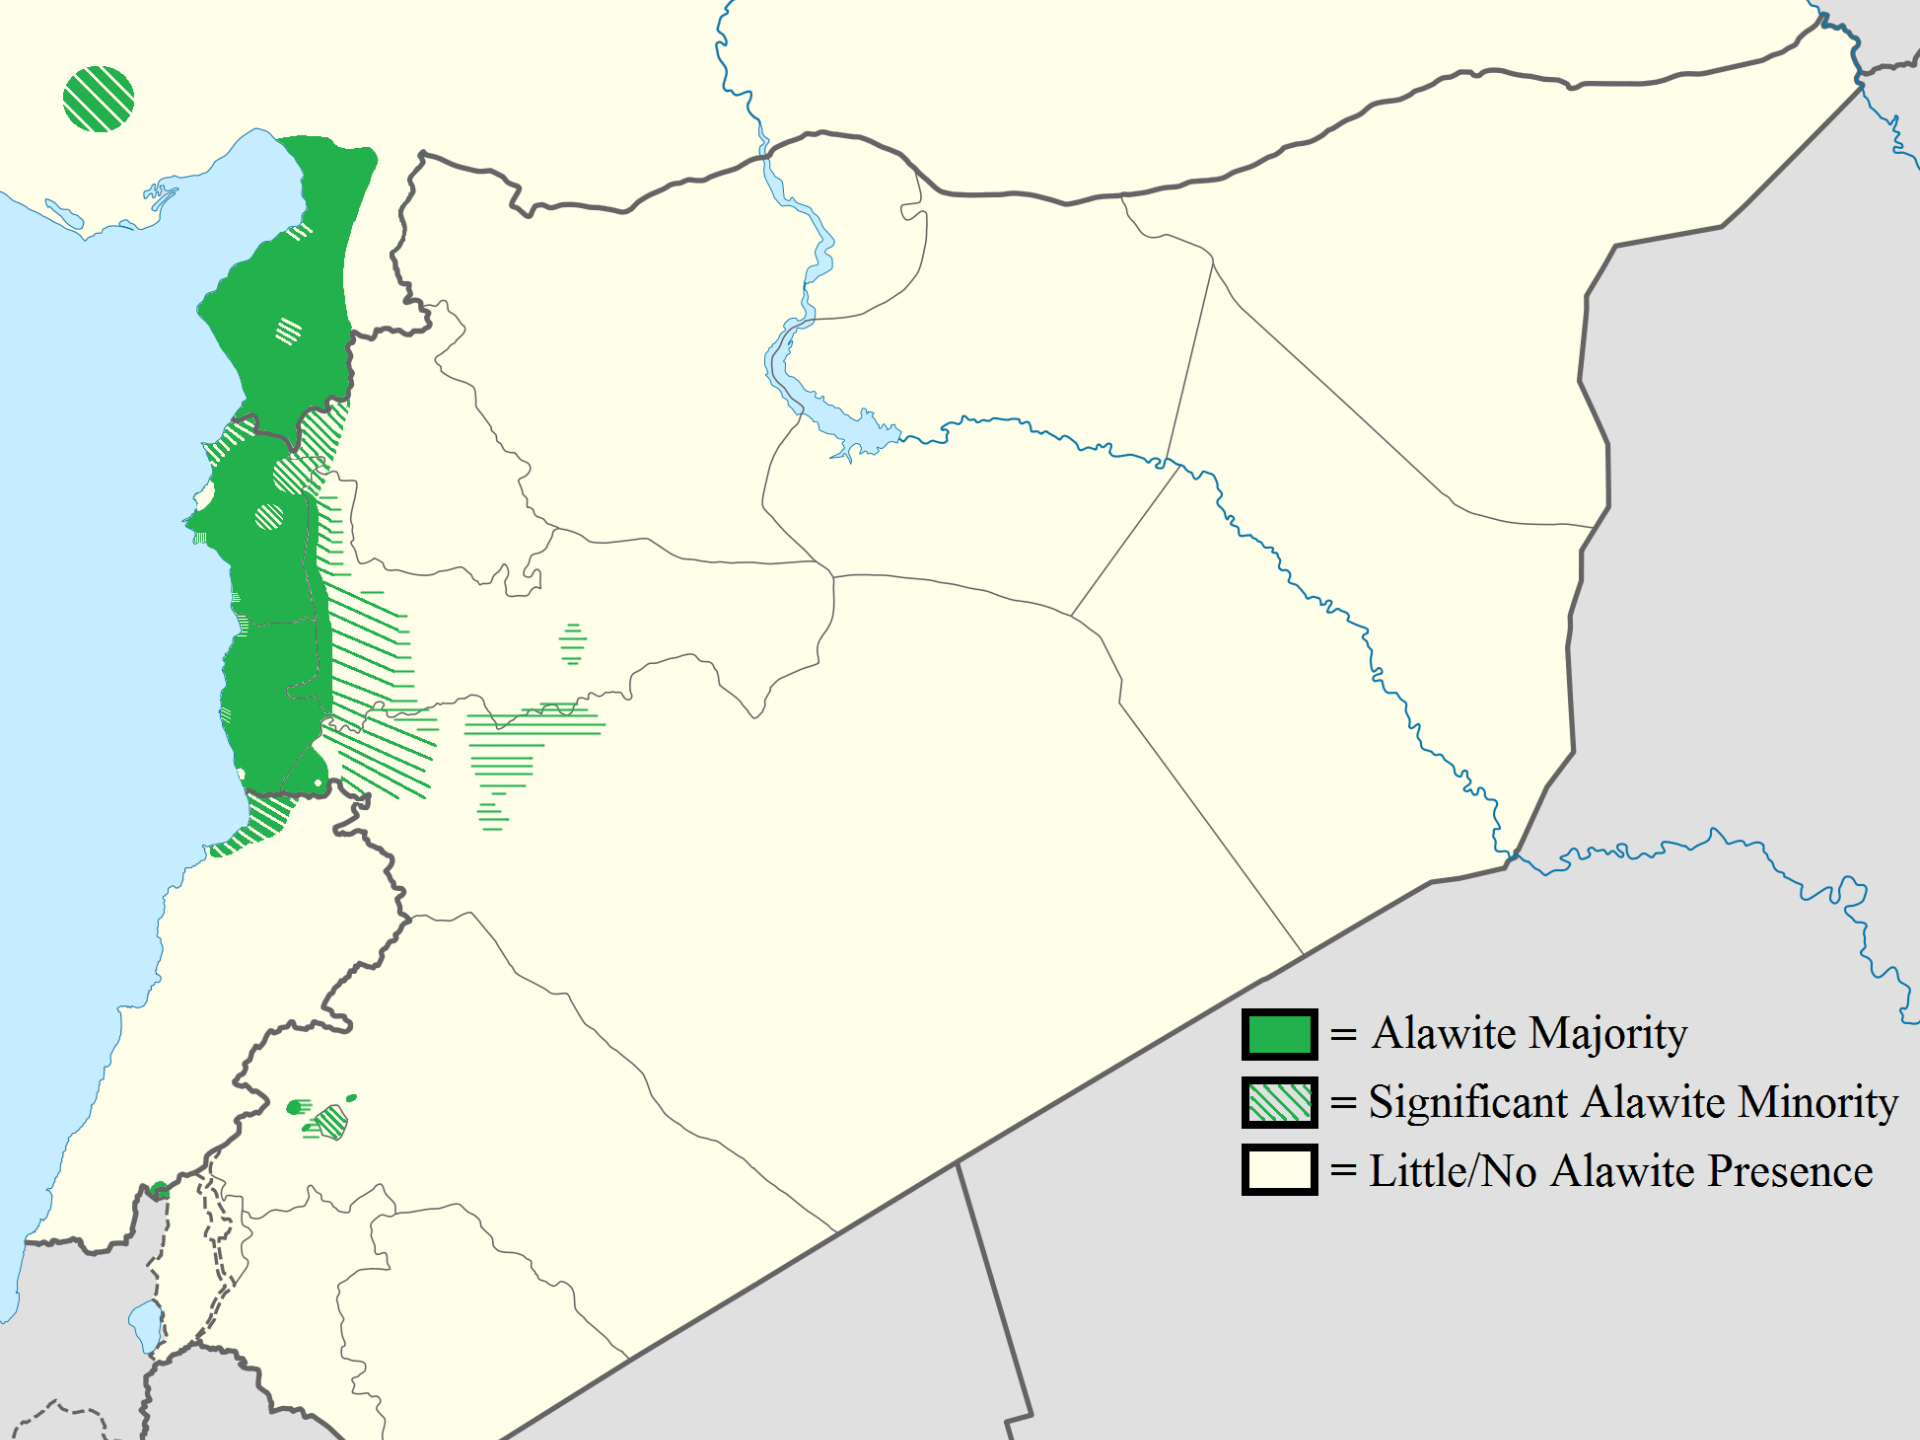 = Alawite Majority
= Significant Alawite Minority
= Little/No Alawite Presence